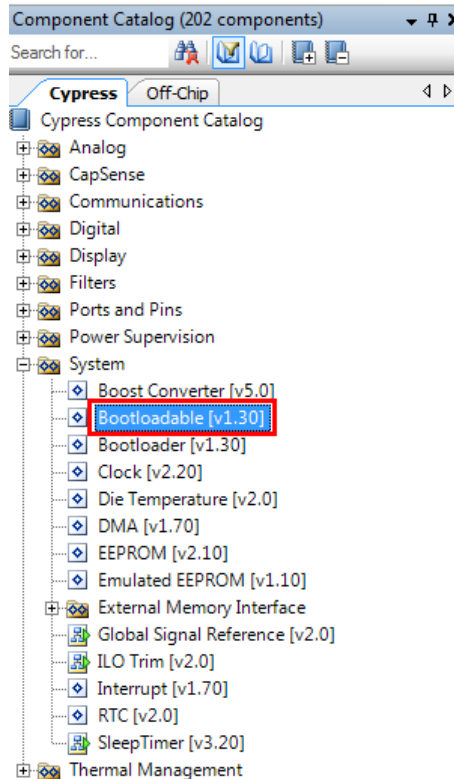 Component Catalog (202 components)
Search for...
Cypress Off-Chip
Cypress Component Catalog
Analog
CapSense
Communications
Digital
Display
Filters
Ports and Pins
Power Supervision
System
Boost Converter [v5.0]
Bootloadable [v1.30]
Bootloader [v1.30]
Clock [v2.20]
Die Temperature [v2.0]
DMA [v1.70]
EEPROM [v2.10]
Emulated EEPROM [v1.10]
External Memory Interface
Global Signal Reference [v2.0]
ILO Trim [v2.0]
Interrupt [v1.70]
RTC [v2.0]
SleepTimer [v3.20]
Thermal Management